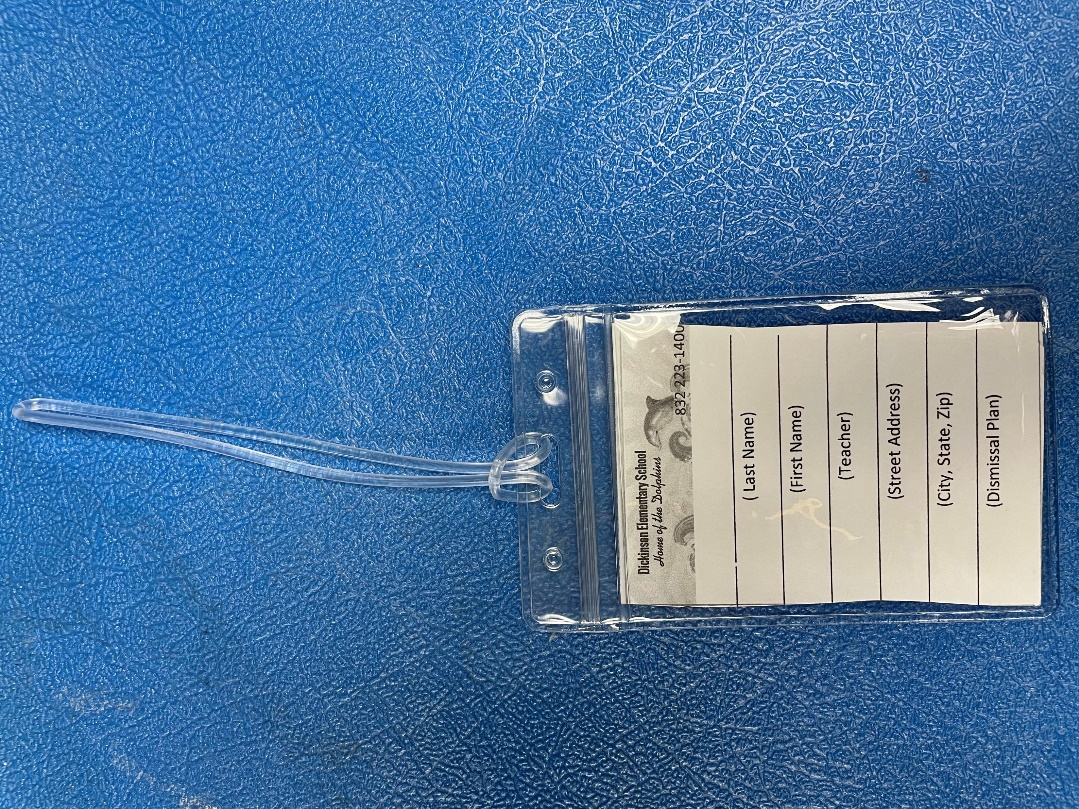 Dickinson Elementary School
Home of the Dolphins
832 223-1400
( Last Name)
(First Name)
(Teacher)
(Street Address)
(City, State, Zip)
(Dismissal Plan)